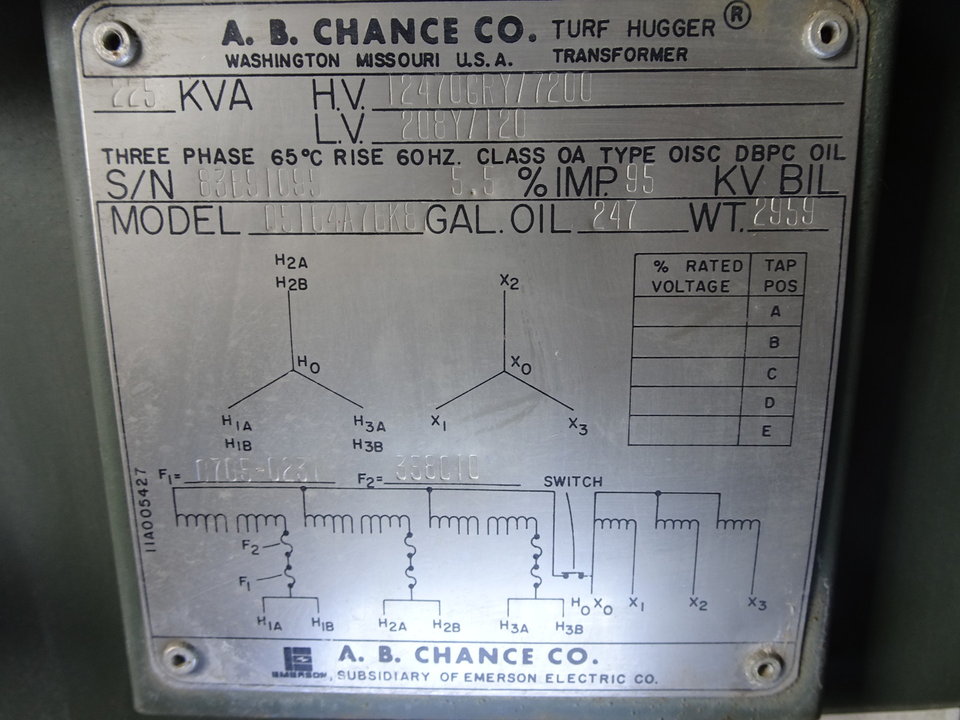 A. B. CHANCE CO. TURF HUGGER ®
WASHINGTON MISSOURI U.S.A. TRANSFORMER
225 KVA H.V. 12470GRY/7200
L.V. 208Y/120
THREE PHASE 65°C RISE 60HZ. CLASS OA TYPE OISC DBPC OIL
S/N 5.5 % IMP. 95 KV BIL
MODEL GAL. OIL 247 WT. 2959
H2A
H2B
H0
H1A H3A
H1B H3B
X2
X0
X1 X3
% RATED VOLTAGE TAP POS
A
B
C
D
E
F1= F2=
SWITCH
11A005427
F2
F1
H0 X0 X1 X2 X3
H1A H1B H2A H2B H3A H3B
A. B. CHANCE CO.
EMERSON, SUBSIDIARY OF EMERSON ELECTRIC CO.